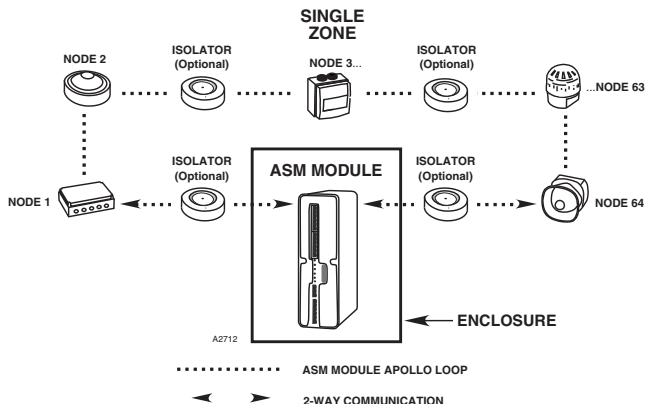 SINGLE
ZONE
NODE 2
ISOLATOR
(Optional)
NODE 3...
ISOLATOR
(Optional)
...NODE 63
NODE 1
ISOLATOR
(Optional)
ASM MODULE
ISOLATOR
(Optional)
NODE 64
A2712
ENCLOSURE
ASM MODULE APOLLO LOOP
2-WAY COMMUNICATION